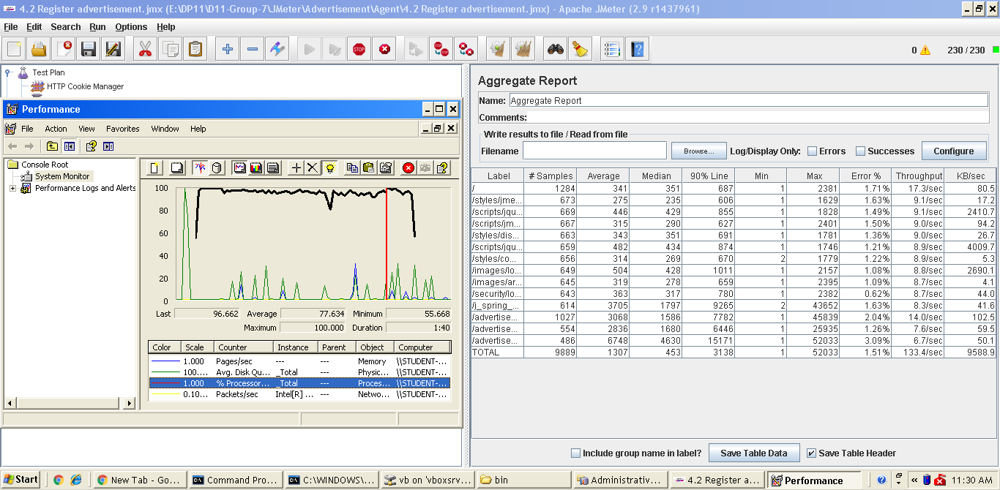 4.2 Register advertisement.jmx (E:\DP11\D11-Group-7\JMeter\Advertisement\Agent\4.2 Register advertisement.jmx) - Apache JMeter (2.9 r1437961)
File Edit Search Run Options Help
STOP STOP 0 230 / 230
Test Plan
HTTP Cookie Manager
Performance
File Action View Favorites Window Help
Console Root
System Monitor
Performance Logs and Alerts
100
80
60
40
20
0
Last 96.662 Average 77.634 Minimum 55.668
Maximum 100.000 Duration 1:40
Color Scale Counter Instance Parent Object Computer
1.000 Pages/sec --- --- Memory \\STUDENT-...
100.... Avg. Disk Qu... _Total --- Physic... \\STUDENT-...
1.000 % Processor... _Total --- Proces... \\STUDENT-...
0.10... Packets/sec Intel[R] ... --- Netwo... \\STUDENT-...
Aggregate Report
Name: Aggregate Report
Comments:
Write results to file / Read from file
Filename Browse... Log/Display Only: Errors Successes Configure
Label # Samples Average Median 90% Line Min Max Error % Throughput KB/sec
/ 1284 341 351 687 1 2381 1.71% 17.3/sec 80.5
/styles/jme... 673 275 235 606 1 1629 1.63% 9.1/sec 17.2
/scripts/jqu... 669 446 429 855 1 1828 1.49% 9.1/sec 2410.7
/scripts/jm... 667 315 290 627 1 2401 1.50% 9.0/sec 94.2
/styles/dis... 663 343 351 691 1 1781 1.36% 9.0/sec 26.7
/scripts/jqu... 659 482 434 874 1 1746 1.21% 8.9/sec 4009.7
/styles/co... 656 314 269 670 2 1779 1.22% 8.9/sec 5.3
/images/lo... 649 504 428 1011 1 2157 1.08% 8.8/sec 2690.1
/images/ar... 645 319 278 659 1 2395 1.09% 8.7/sec 4.1
/security/lo... 643 363 317 780 1 2382 0.62% 8.7/sec 44.0
/j_spring_... 614 3705 1797 9265 2 43652 1.63% 8.3/sec 41.6
/advertise... 1027 3068 1586 7782 1 45839 2.04% 14.0/sec 102.5
/advertise... 554 2836 1680 6446 1 25935 1.26% 7.6/sec 59.5
/advertise... 486 6748 4630 15171 1 52033 3.09% 6.7/sec 50.1
TOTAL 9889 1307 453 3138 1 52033 1.51% 133.4/sec 9588.9
Include group name in label? Save Table Data Save Table Header
Start New Tab - Go... Command Pro... C:\WINDOWS\... vb on 'vboxsrv... bin Administrativ... 4.2 Register a... Performance 11:30 AM